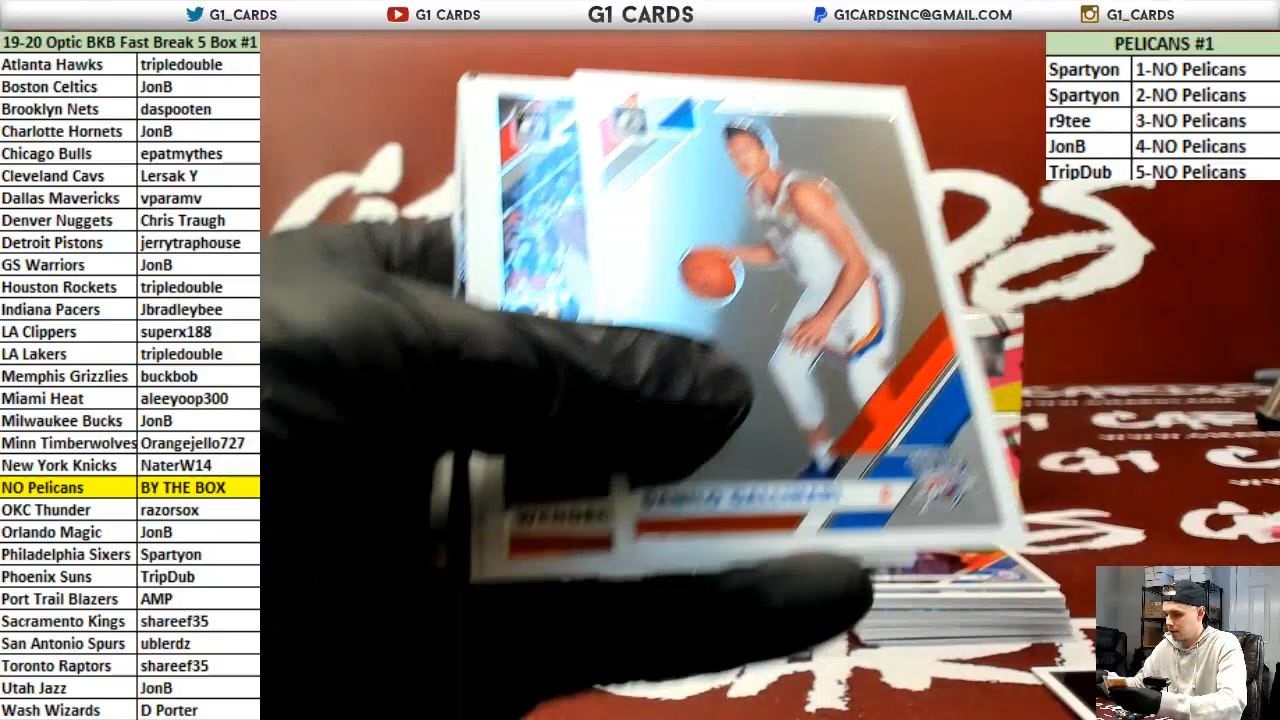 G1_CARDS
G1 CARDS
G1 CARDS
G1CARDSINC@GMAIL.COM
G1_CARDS
19-20 Optic BKB Fast Break 5 Box #1
Atlanta Hawks tripledouble
Boston Celtics JonB
Brooklyn Nets daspooten
Charlotte Hornets JonB
Chicago Bulls epatmythes
Cleveland Cavs Lersak Y
Dallas Mavericks vparamv
Denver Nuggets Chris Traugh
Detroit Pistons jerrytraphouse
GS Warriors JonB
Houston Rockets tripledouble
Indiana Pacers Jbradleybee
LA Clippers superx188
LA Lakers tripledouble
Memphis Grizzlies buckbob
Miami Heat aleeyoop300
Milwaukee Bucks JonB
Minn Timberwolves Orangejello727
New York Knicks NaterW14
NO Pelicans BY THE BOX
OKC Thunder razorsox
Orlando Magic JonB
Philadelphia Sixers Spartyon
Phoenix Suns TripDub
Port Trail Blazers AMP
Sacramento Kings shareef35
San Antonio Spurs ublerdz
Toronto Raptors shareef35
Utah Jazz JonB
Wash Wizards D Porter
PELICANS #1
Spartyon 1-NO Pelicans
Spartyon 2-NO Pelicans
r9tee 3-NO Pelicans
JonB 4-NO Pelicans
TripDub 5-NO Pelicans